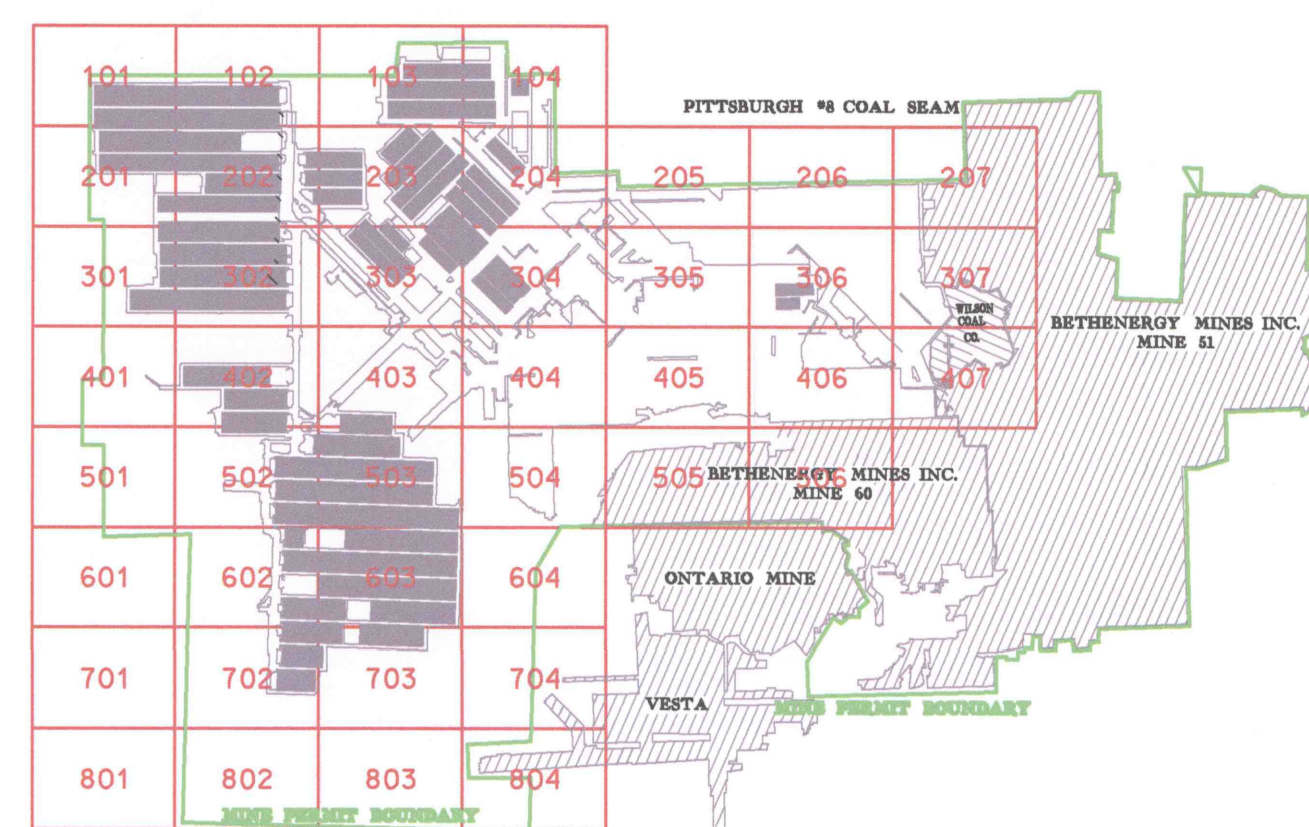 101 102 103 104
PITTSBURGH #8 COAL SEAM
201 202 203 204 205 206 207
301 302 303 304 305 306 307
WILSON
COAL
CO.
BETHENERGY MINES INC.
MINE 51
401 402 403 404 405 406 407
501 502 503 504 505 506
BETHENERGY MINES INC.
MINE 60
601 602 603 604
ONTARIO MINE
701 702 703 704
VESTA
MINE PERMIT BOUNDARY
801 802 803 804
MINE PERMIT BOUNDARY